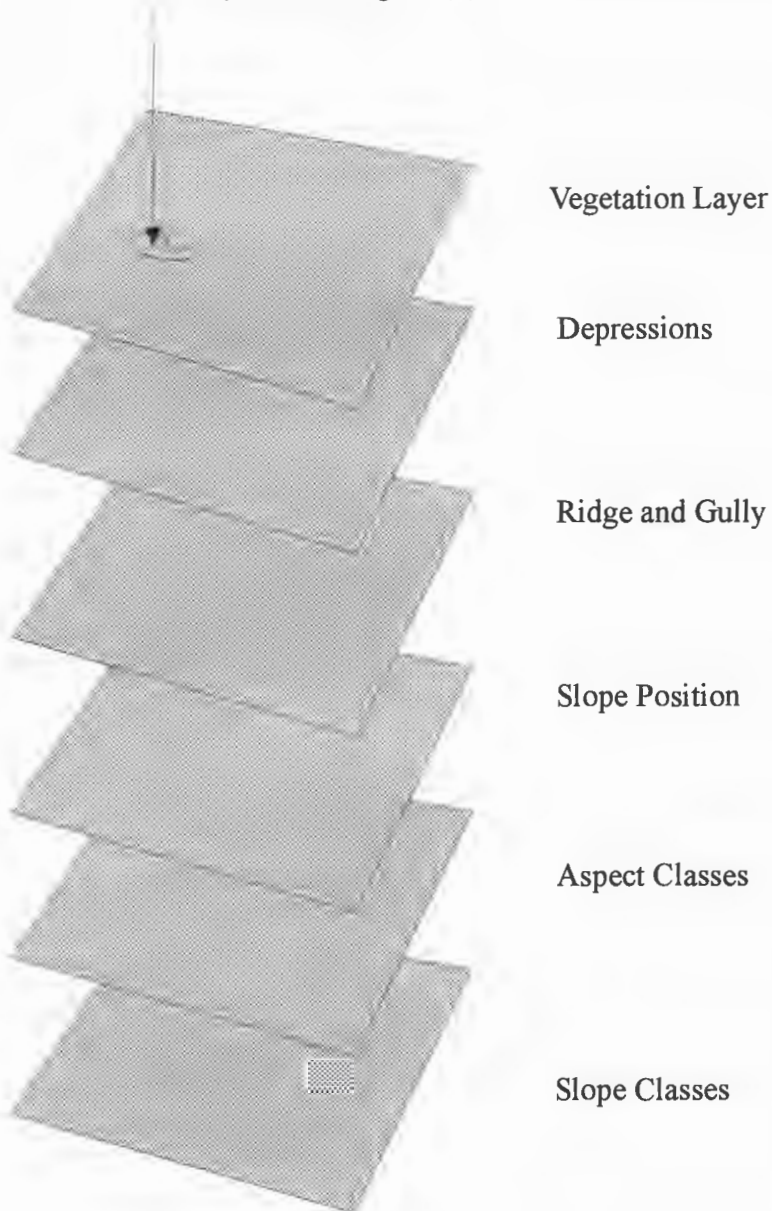 Vegetation Layer
Depressions
Ridge and Gully
Slope Position
Aspect Classes
Slope Classes